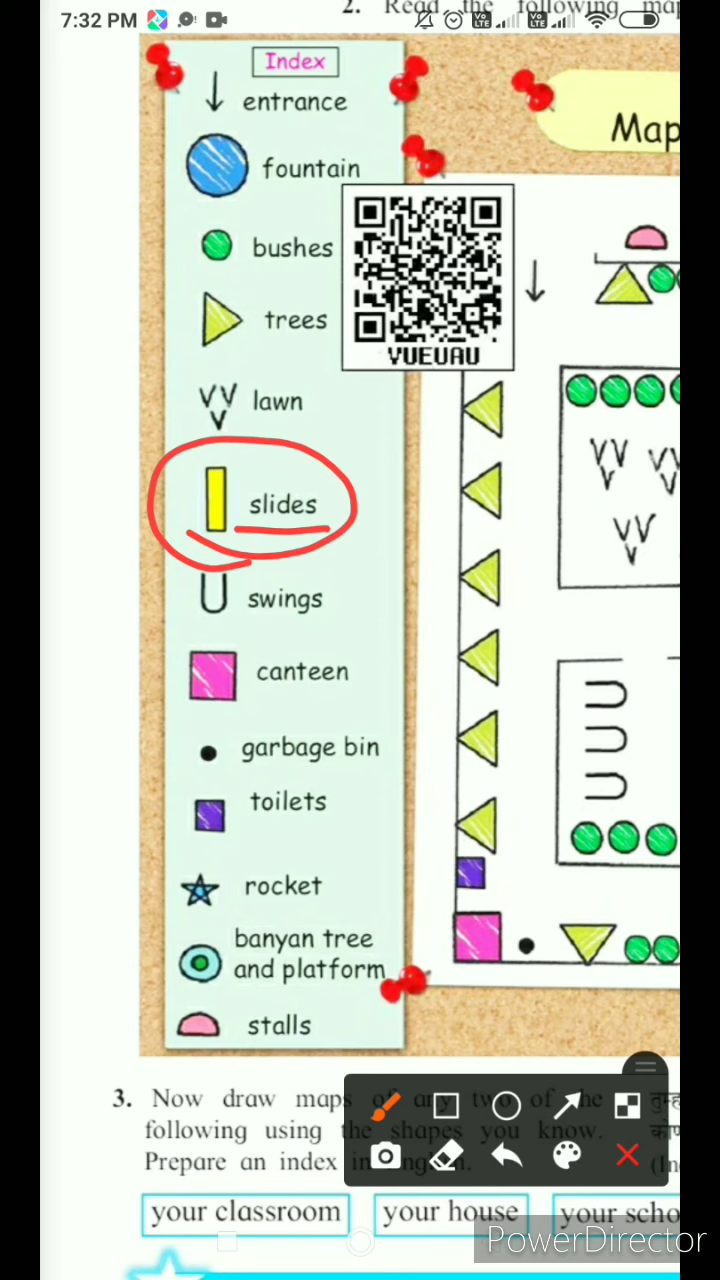 7:32 PM
2. Read the following map
Index
entrance
fountain
bushes
trees
lawn
slides
swings
canteen
garbage bin
toilets
rocket
banyan tree
and platform
stalls
Map
VUEUAU
3. Now draw maps of any two of the
following using the shapes you know.
Prepare an index in English.
your classroom
your house
your scho
PowerDirector